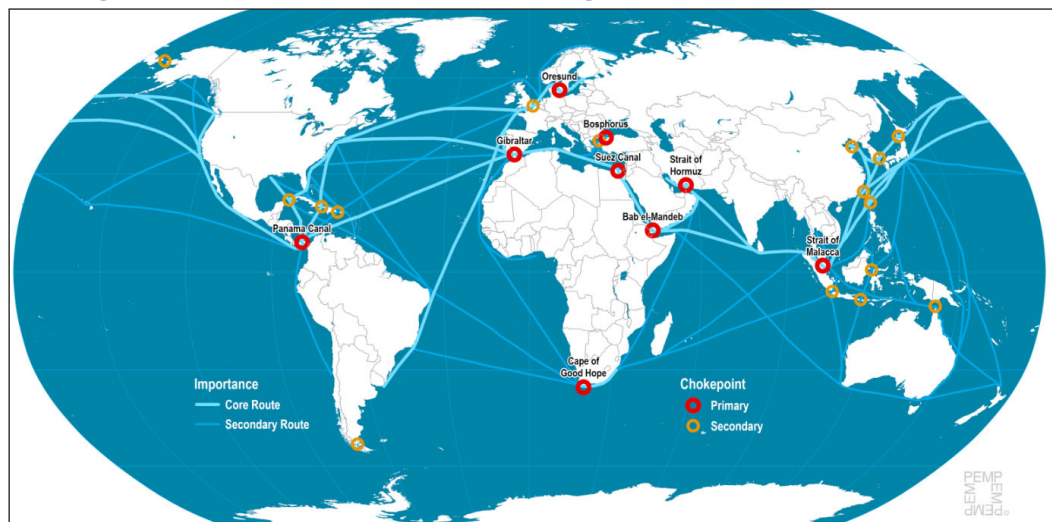 Oresund
Bosphorus
Gibraltar
Suez Canal
Strait of
Hormuz
Bab el-Mandeb
Panama Canal
Strait of
Malacca
Cape of
Good Hope
Importance
Core Route
Secondary Route
Chokepoint
Primary
Secondary
PEMP